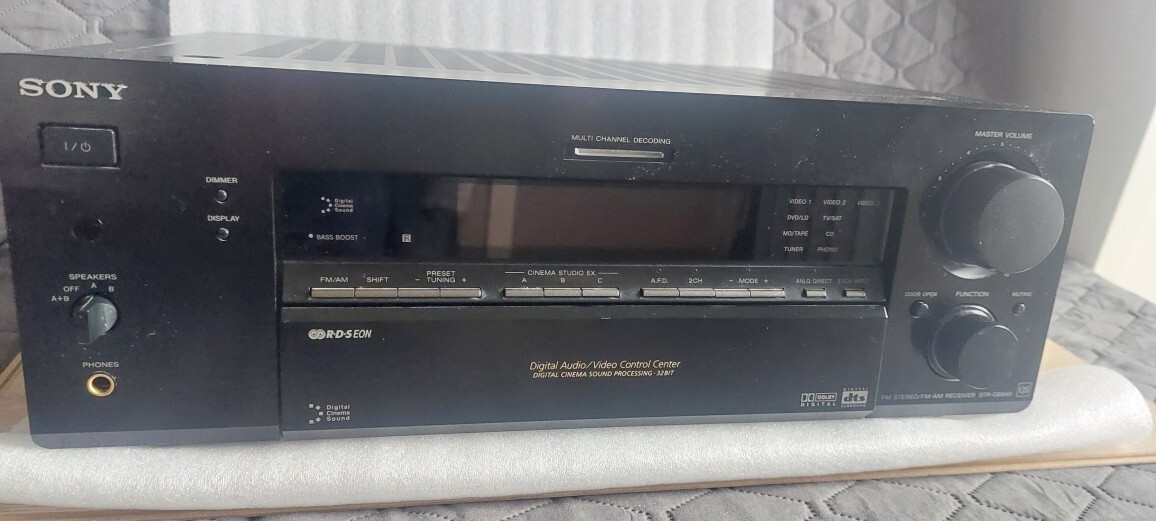 SONY
I/⏻
DIMMER
DISPLAY
SPEAKERS
OFF A B
A+B
PHONES
MULTI CHANNEL DECODING
Digital
Cinema
Sound
BASS BOOST
VIDEO 1 VIDEO 2 VIDEO
DVD/LD TV/SAT
MD/TAPE CD
TUNER PHONO
FM/AM SHIFT - PRESET TUNING +
CINEMA STUDIO EX.
A B C
A.F.D. 2CH - MODE +
ANLG DIRECT
R·D·S EON
Digital Audio/Video Control Center
DIGITAL CINEMA SOUND PROCESSING · 32BIT
Digital
Cinema
Sound
DOLBY
DIGITAL
DIGITAL
dts
SURROUND
MASTER VOLUME
DOOR OPEN FUNCTION MUTING
FM STEREO/FM-AM RECEIVER